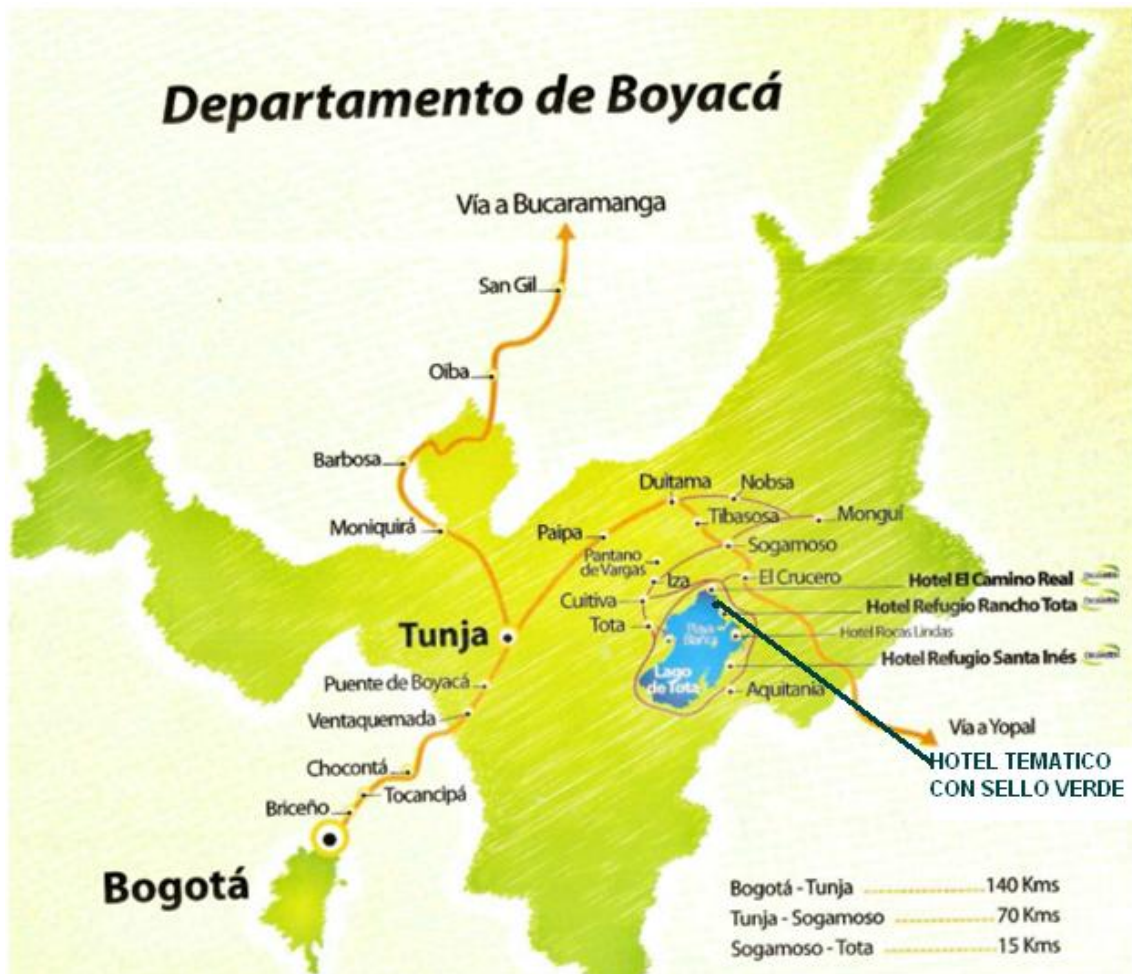 Departamento de Boyacá
Vía a Bucaramanga
San Gil
Oiba
Barbosa
Moniquirá
Duitama
Nobsa
Tibasosa
Monguí
Paipa
Sogamoso
Pantano
de Vargas
Iza
El Crucero
Hotel El Camino Real
Cuitiva
Hotel Refugio Rancho Tota
Tota
Playa
Blanca
Hotel Rocas Lindas
Tunja
Hotel Refugio Santa Inés
Lago
de Tota
Aquitania
Puente de Boyacá
Ventaquemada
Vía a Yopal
HOTEL TEMATICO
CON SELLO VERDE
Chocontá
Tocancipá
Briceño
Bogotá
Bogotá - Tunja 140 Kms
Tunja - Sogamoso 70 Kms
Sogamoso - Tota 15 Kms